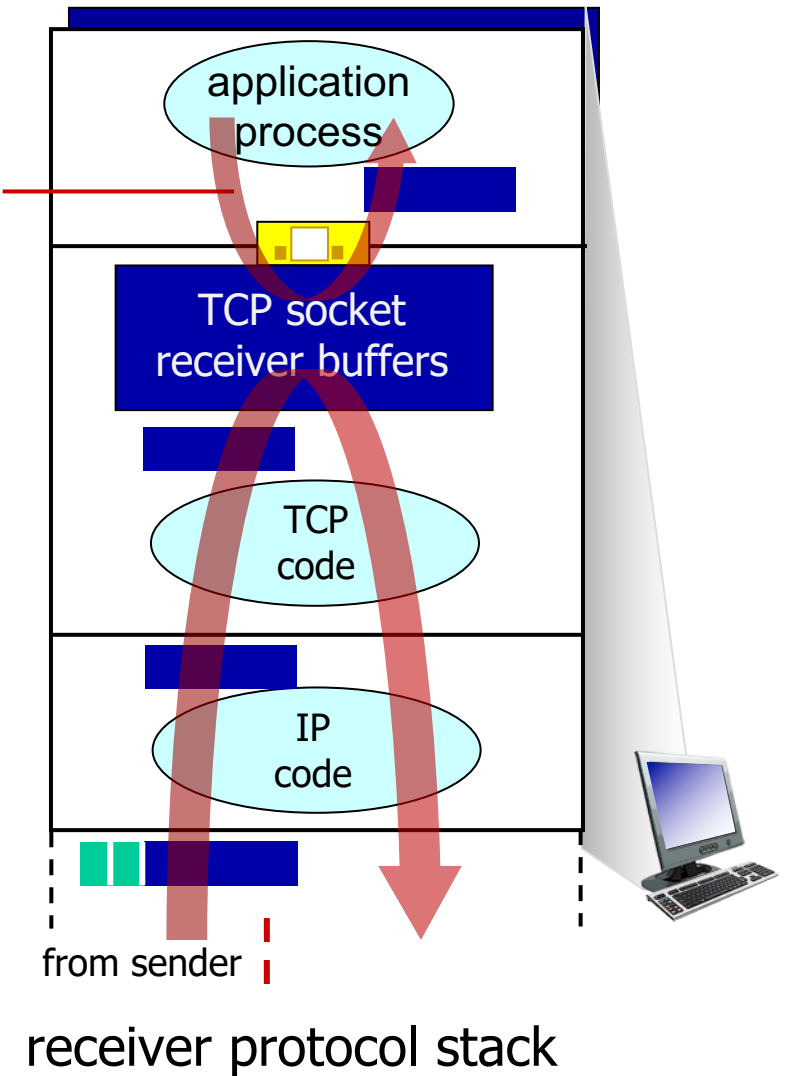 application
process
TCP socket
receiver buffers
TCP
code
IP
code
from sender
receiver protocol stack